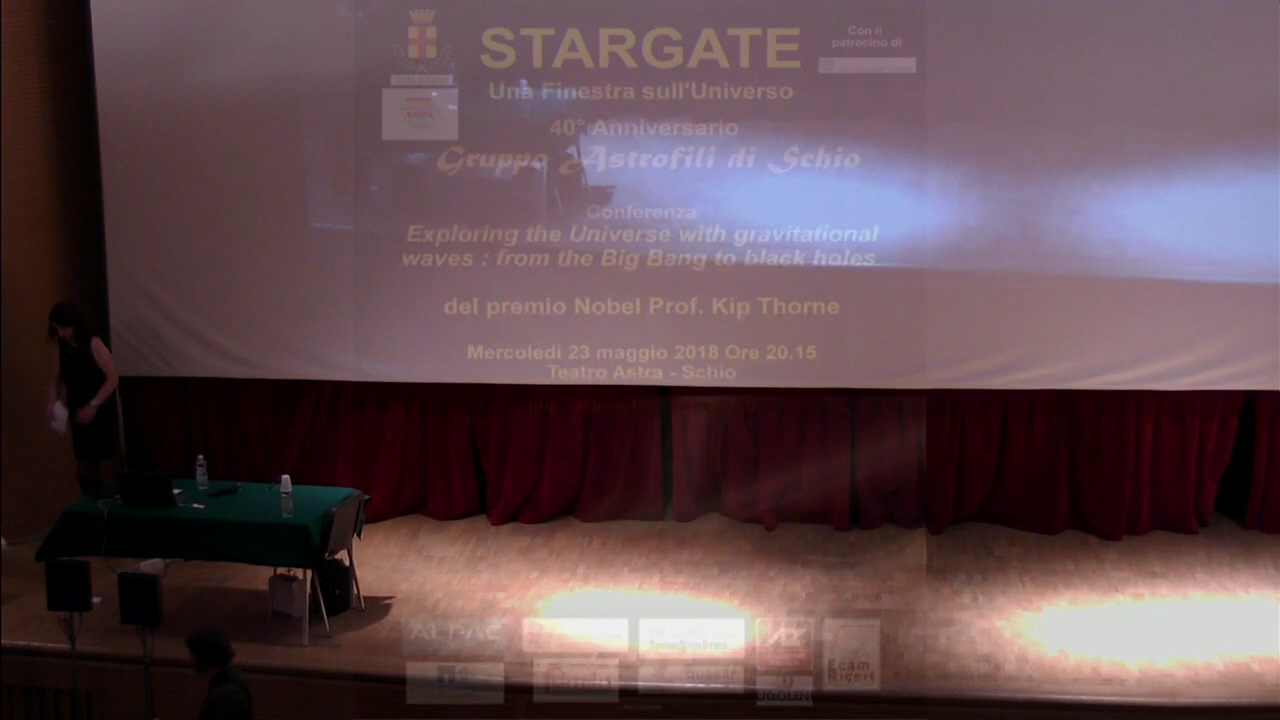 STARGATE
Con il
patrocino di
Una Finestra sull'Universo
40° Anniversario
Gruppo Astrofili di Schio
Conferenza
Exploring the Universe with gravitational
waves : from the Big Bang to black holes
del premio Nobel Prof. Kip Thorne
Mercoledì 23 maggio 2018 Ore 20.15
Teatro Astra - Schio
Ecam
Ricert
UGOLINI